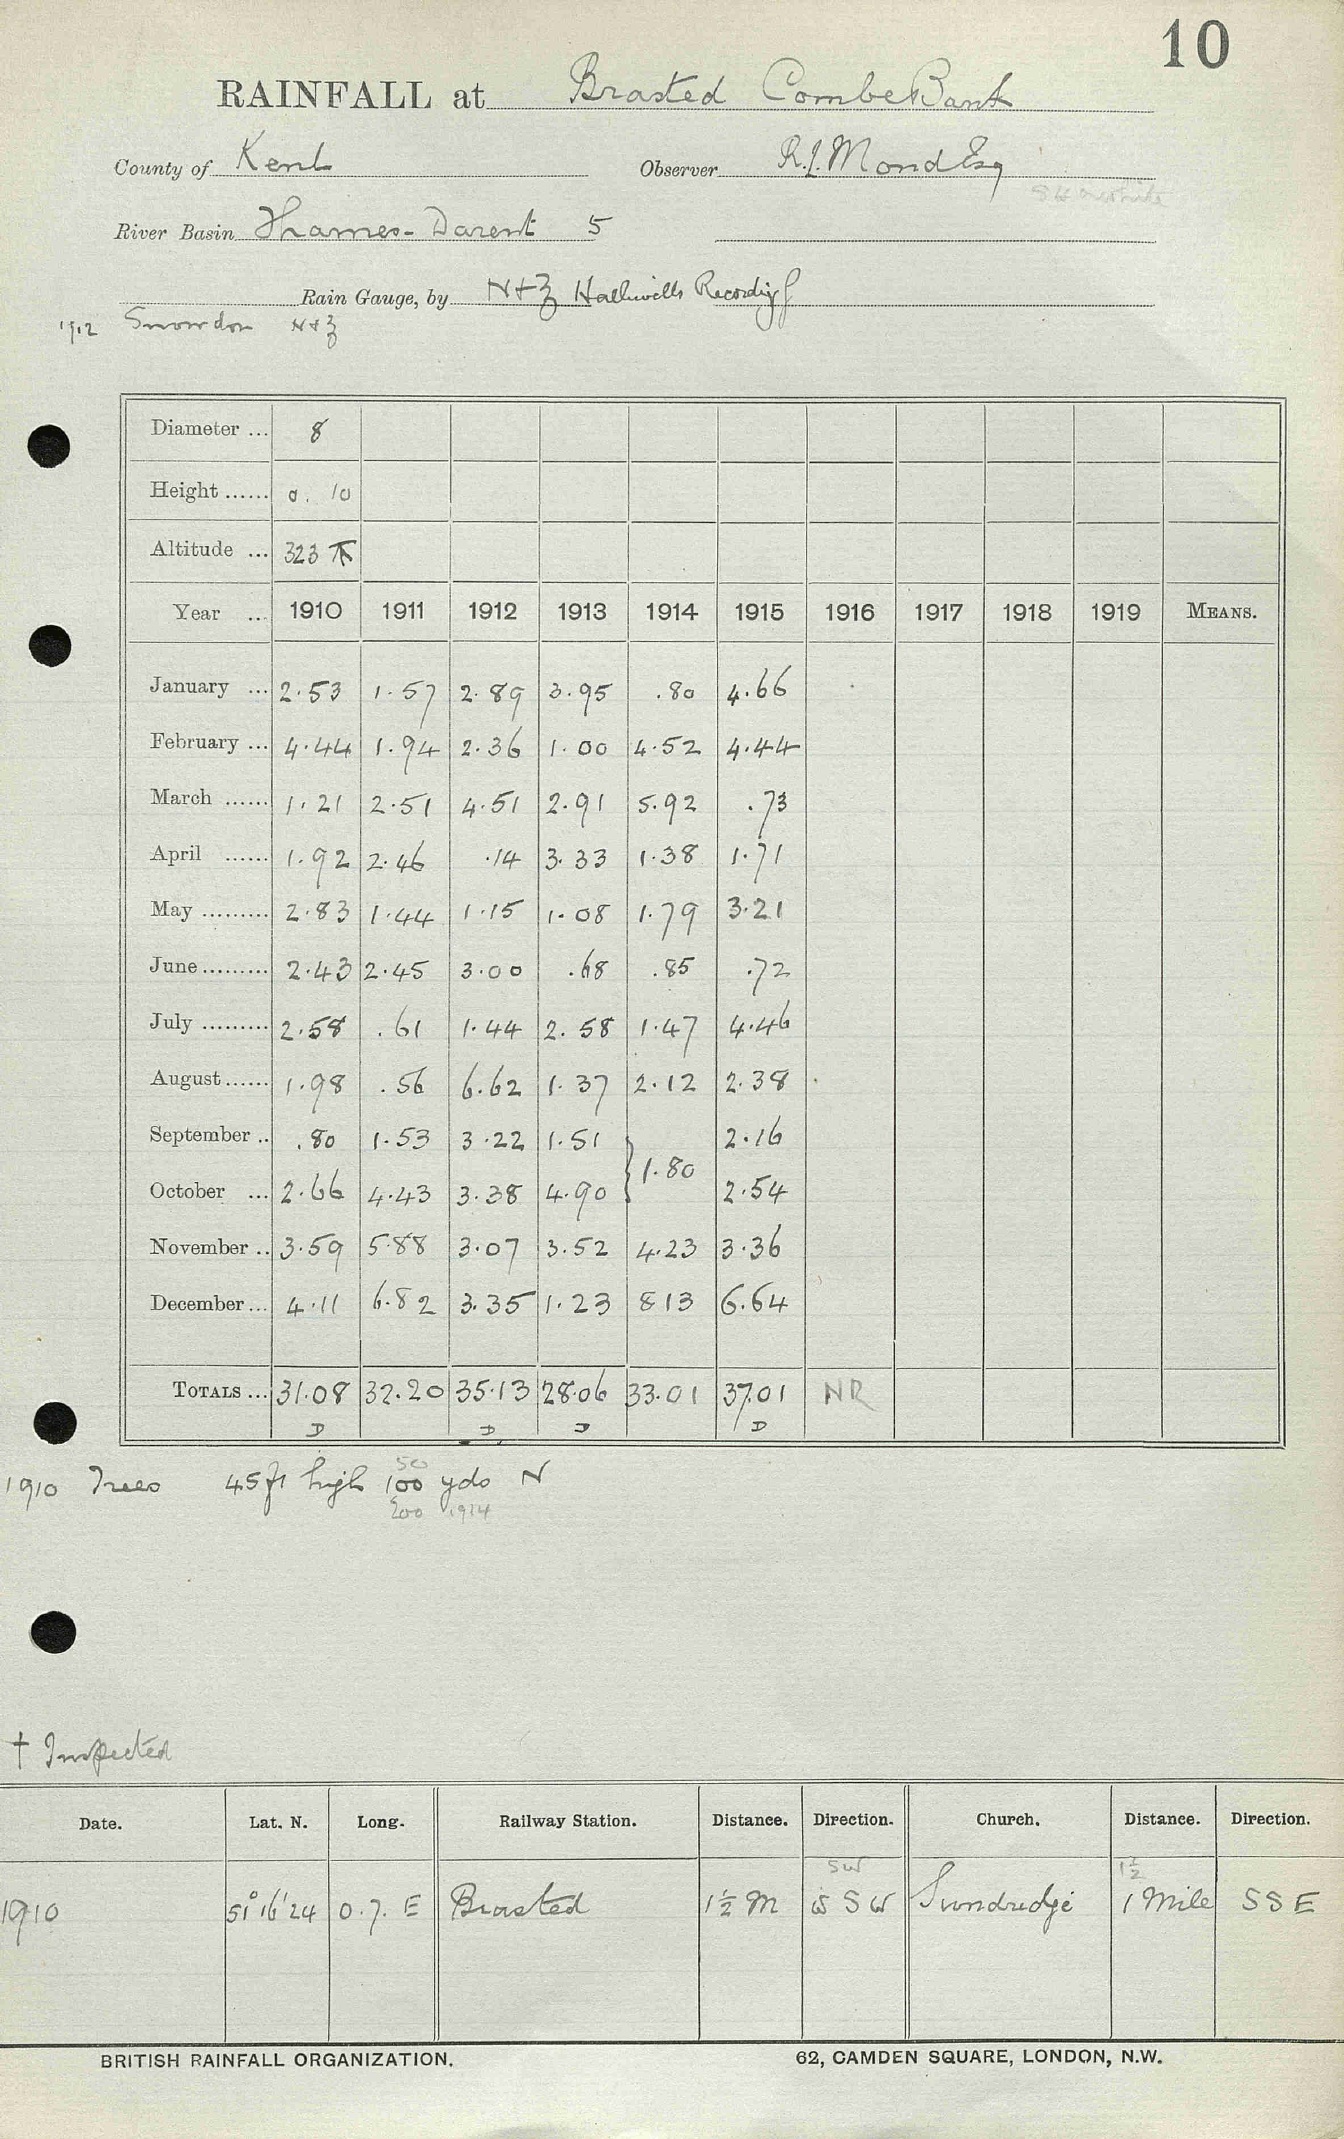 10
RAINFALL at Brasted Combe Bank
County of Kent Observer R. L. Mond Esq
River Basin Thames - Darent 5
Rain Gauge, by N+Z Halliwells Recording
1912 Snowdon N+Z
Diameter ... 8
Height ...... 0. 10
Altitude ... 323
Year ... 1910 1911 1912 1913 1914 1915 1916 1917 1918 1919 MEANS.
January ... 2.53 1.57 2.89 3.95 .80 4.66
February ... 4.44 1.94 2.36 1.00 4.52 4.44
March ...... 1.21 2.51 4.51 2.91 5.92 .73
April ...... 1.92 2.46 .14 3.33 1.38 1.71
May ......... 2.83 1.44 1.15 1.08 1.79 3.21
June ......... 2.43 2.45 3.00 .68 .85 .72
July ......... 2.58 .61 1.44 2.58 1.47 4.46
August ...... 1.98 .56 6.62 1.37 2.12 2.38
September .. .80 1.53 3.22 1.51 2.16
} 1.80
October ... 2.66 4.43 3.38 4.90 2.54
November .. 3.59 5.88 3.07 3.52 4.23 3.36
December ... 4.11 6.82 3.35 1.23 8.13 6.64
TOTALS ... 31.08 32.20 35.13 28.06 33.01 37.01 NR
D D D D
50
1910 Trees 45 ft high 100 yds N
200 1914
† Inspected
Date. Lat. N. Long. Railway Station. Distance. Direction. Church. Distance. Direction.
SW 1½
1910 51° 16' 24 0. 7. E Brasted 1½ M W S W Sundridge 1 Mile S S E
BRITISH RAINFALL ORGANIZATION. 62, CAMDEN SQUARE, LONDON, N.W.